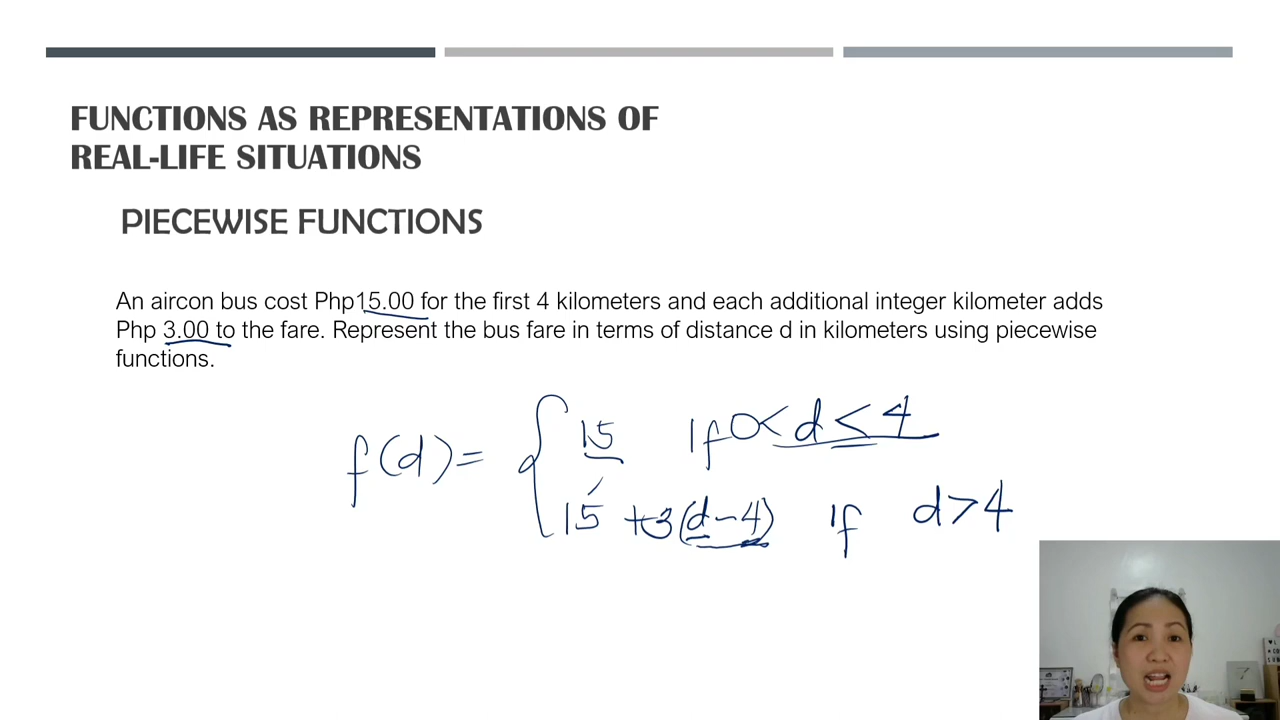 FUNCTIONS AS REPRESENTATIONS OF
REAL-LIFE SITUATIONS
PIECEWISE FUNCTIONS
An aircon bus cost Php15.00 for the first 4 kilometers and each additional integer kilometer adds
Php 3.00 to the fare. Represent the bus fare in terms of distance d in kilometers using piecewise
functions.
f(d) = { 15 if 0 < d ≤ 4
15 + 3(d - 4) if d > 4